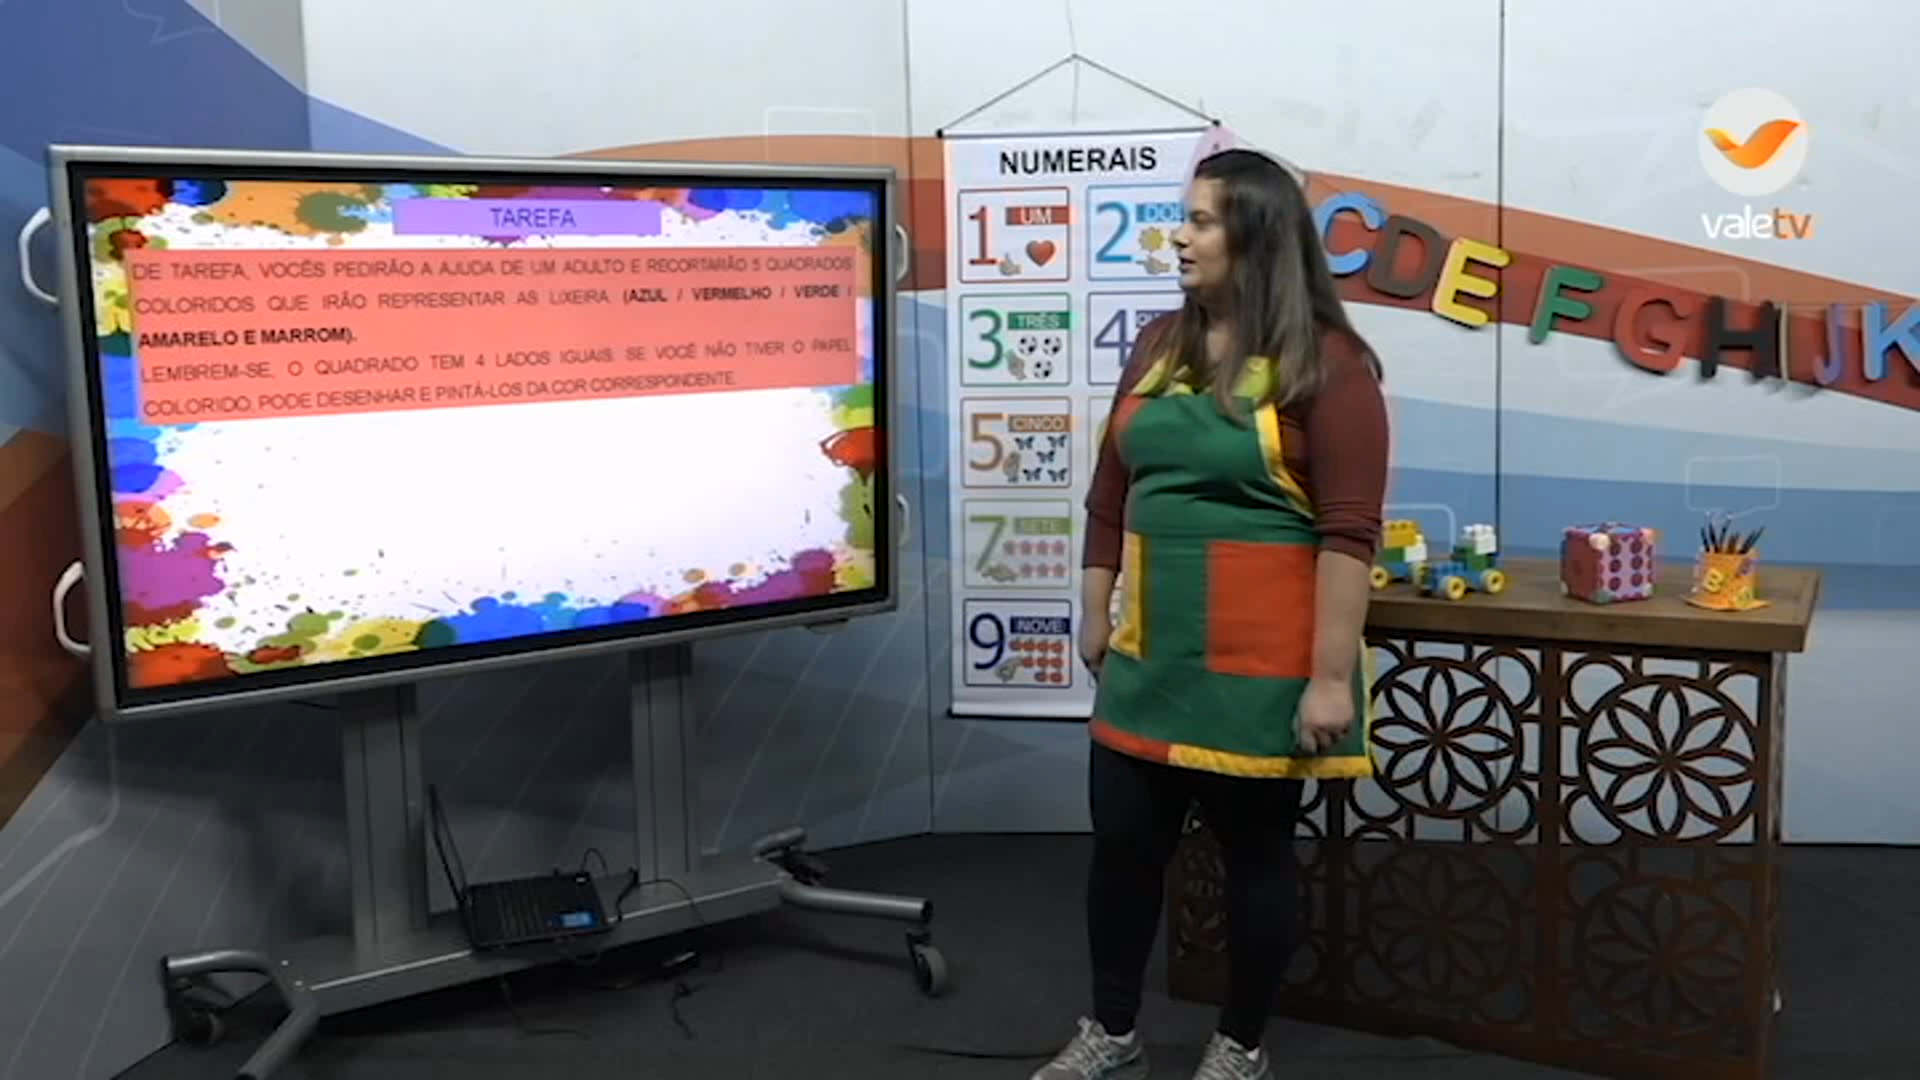 TAREFA
DE TAREFA, VOCÊS PEDIRÃO A AJUDA DE UM ADULTO E RECORTARÃO 5 QUADRADOS
COLORIDOS QUE IRÃO REPRESENTAR AS LIXEIRA (AZUL / VERMELHO / VERDE /
AMARELO E MARROM).
LEMBREM-SE, O QUADRADO TEM 4 LADOS IGUAIS. SE VOCÊ NÃO TIVER O PAPEL
COLORIDO, PODE DESENHAR E PINTÁ-LOS DA COR CORRESPONDENTE.
NUMERAIS
1 UM
2
3 TRÊS
4
5 CINCO
7 SETE
9 NOVE
C D E F G H I J K
valetv
B